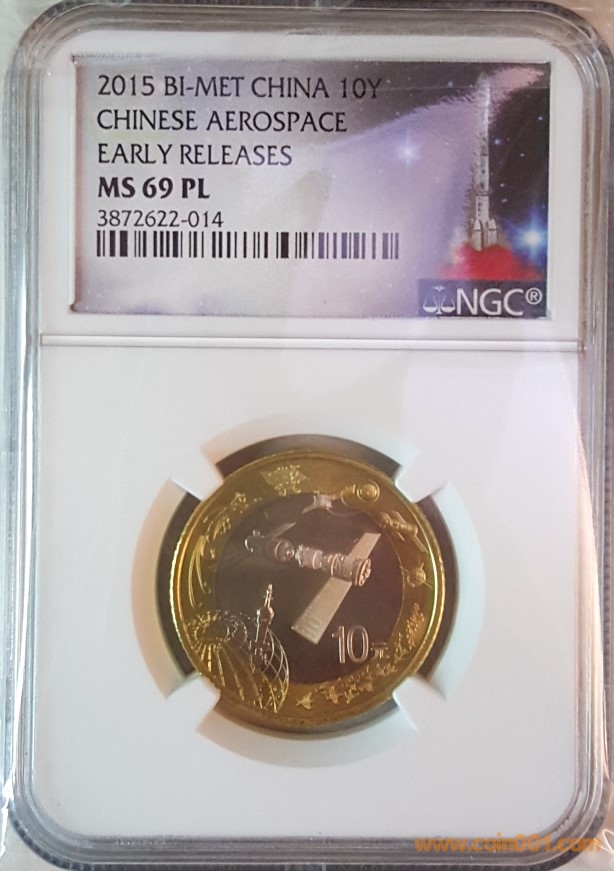 2015 BI-MET CHINA 10Y
CHINESE AEROSPACE
EARLY RELEASES
MS 69 PL
3872622-014
NGC®
10元
www.coin001.com